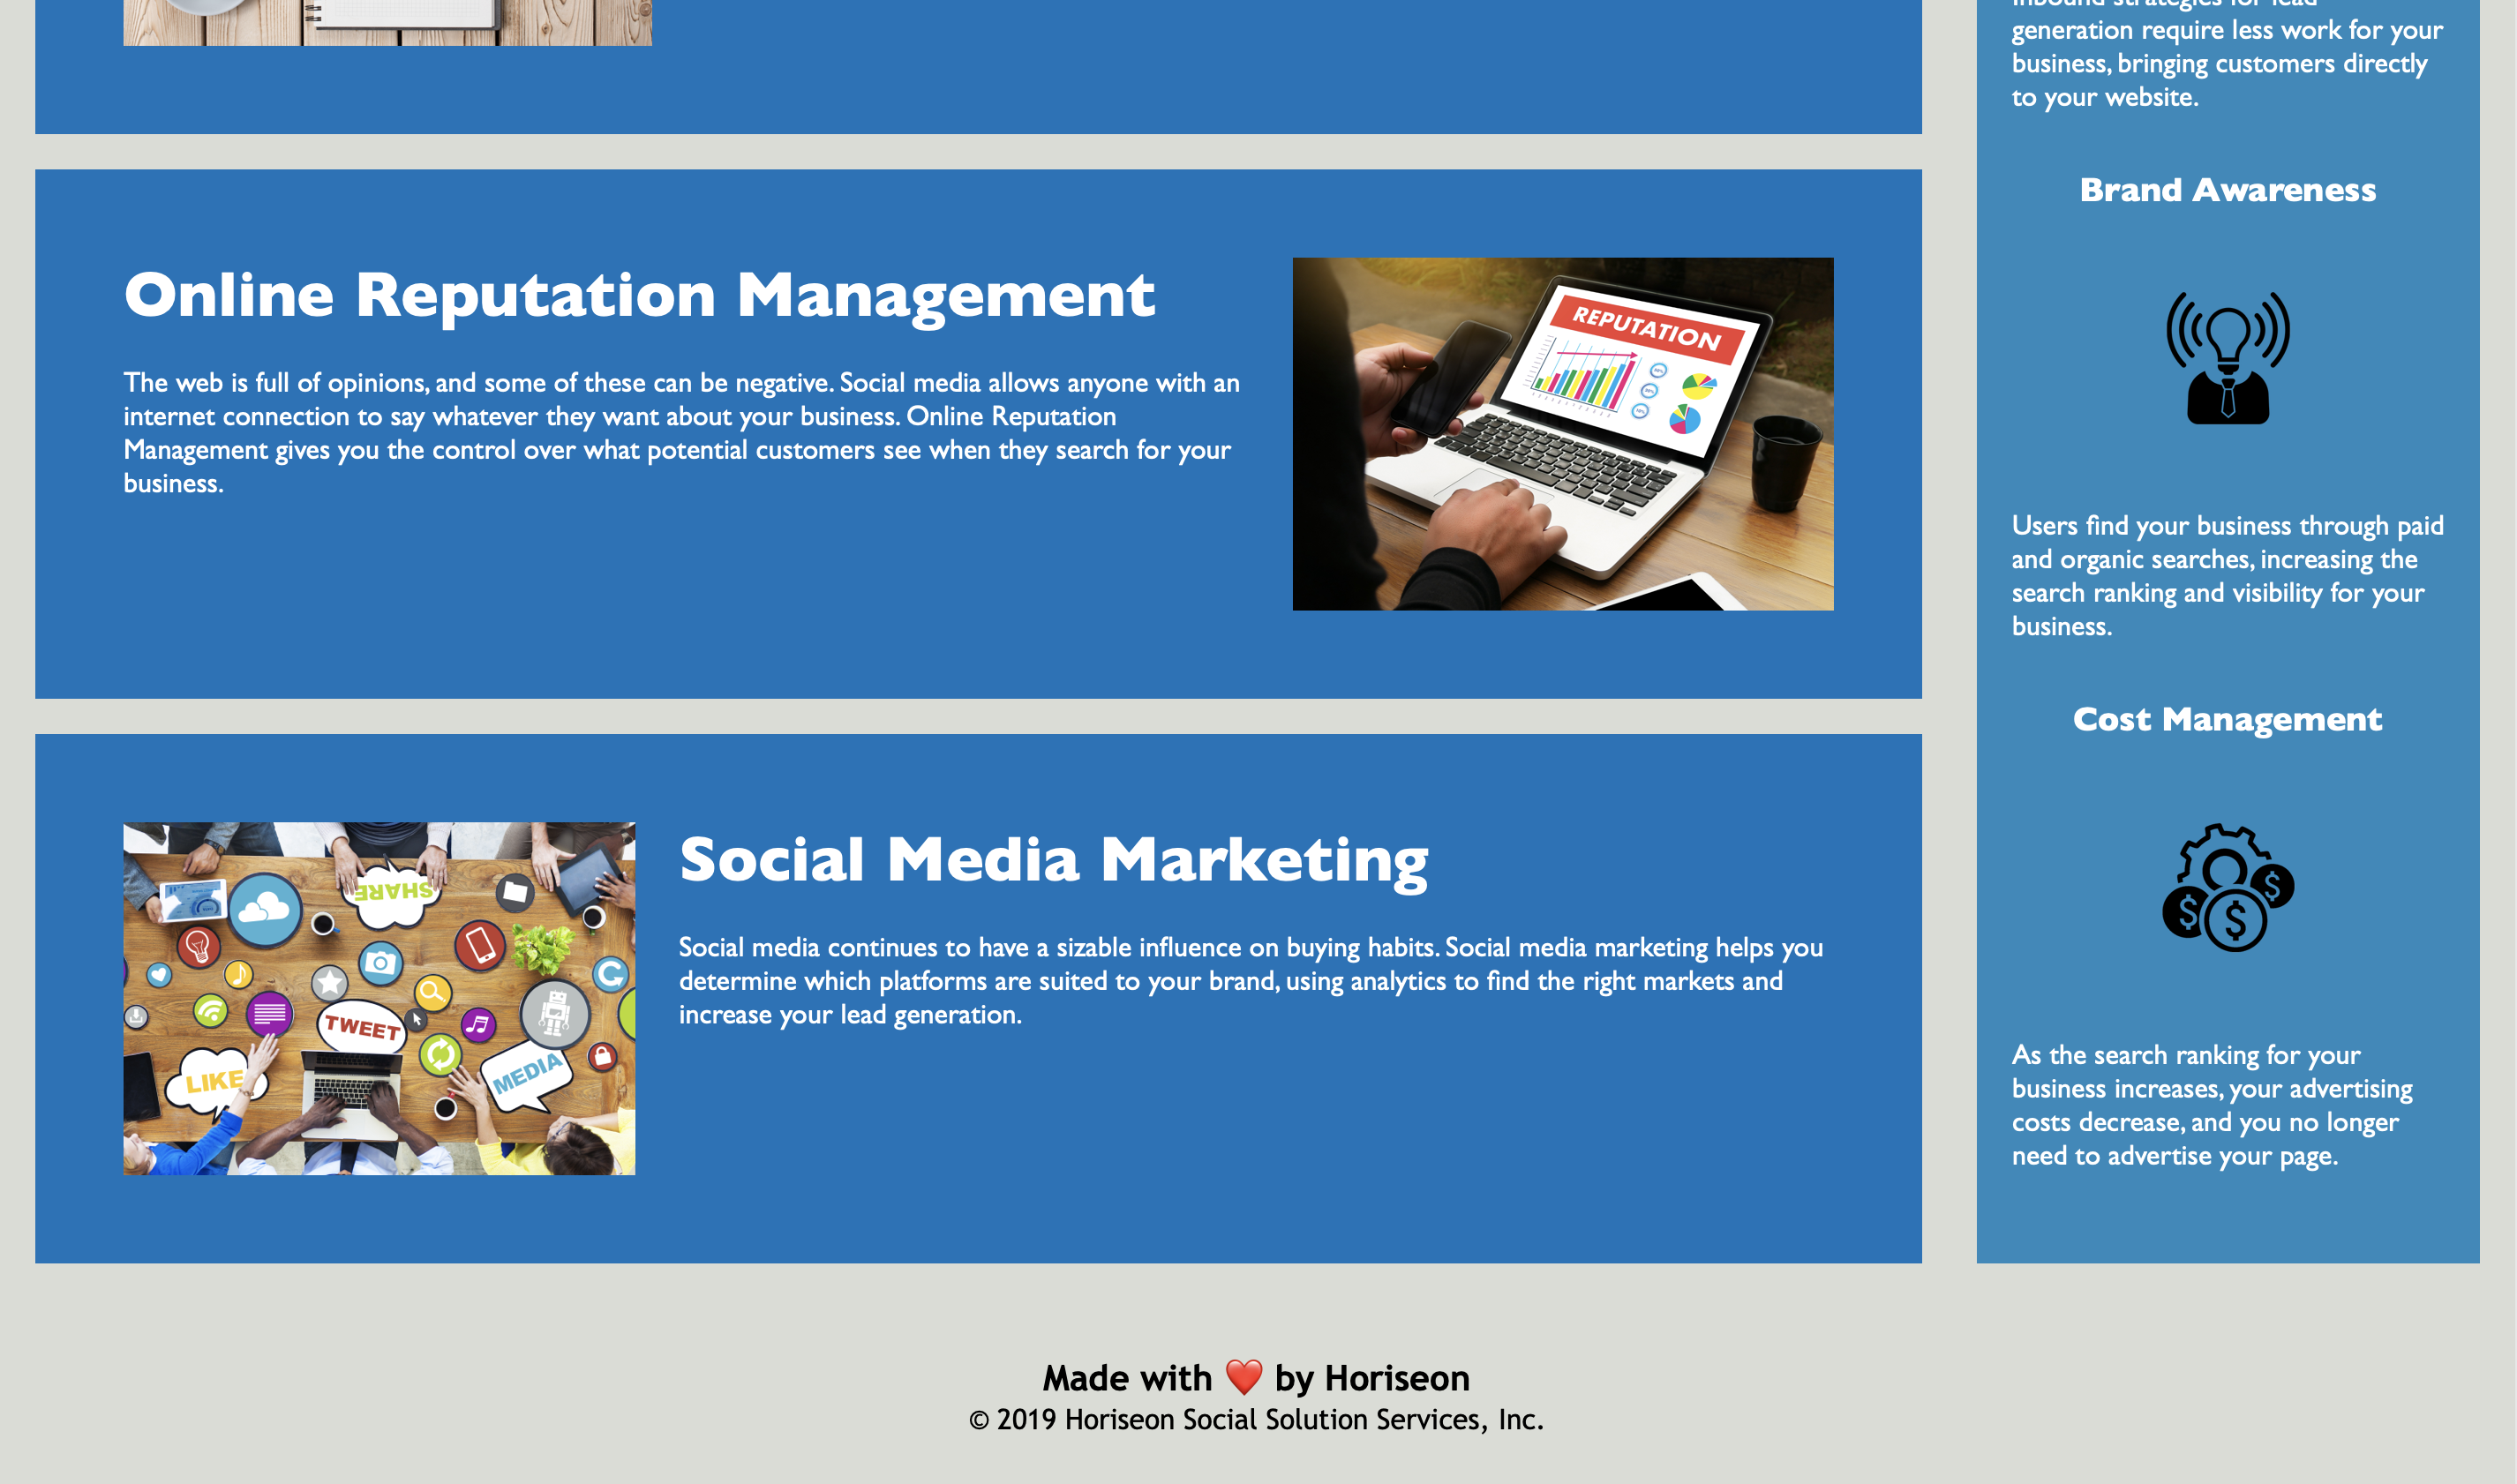 Online Reputation Management
The web is full of opinions, and some of these can be negative. Social media allows anyone with an
internet connection to say whatever they want about your business. Online Reputation
Management gives you the control over what potential customers see when they search for your
business.
REPUTATION
SHARE
TWEET
LIKE
MEDIA
Social Media Marketing
Social media continues to have a sizable influence on buying habits. Social media marketing helps you
determine which platforms are suited to your brand, using analytics to find the right markets and
increase your lead generation.
Inbound strategies for lead
generation require less work for your
business, bringing customers directly
to your website.
Brand Awareness
Users find your business through paid
and organic searches, increasing the
search ranking and visibility for your
business.
Cost Management
$ $ $
As the search ranking for your
business increases, your advertising
costs decrease, and you no longer
need to advertise your page.
Made with ❤️ by Horiseon
© 2019 Horiseon Social Solution Services, Inc.